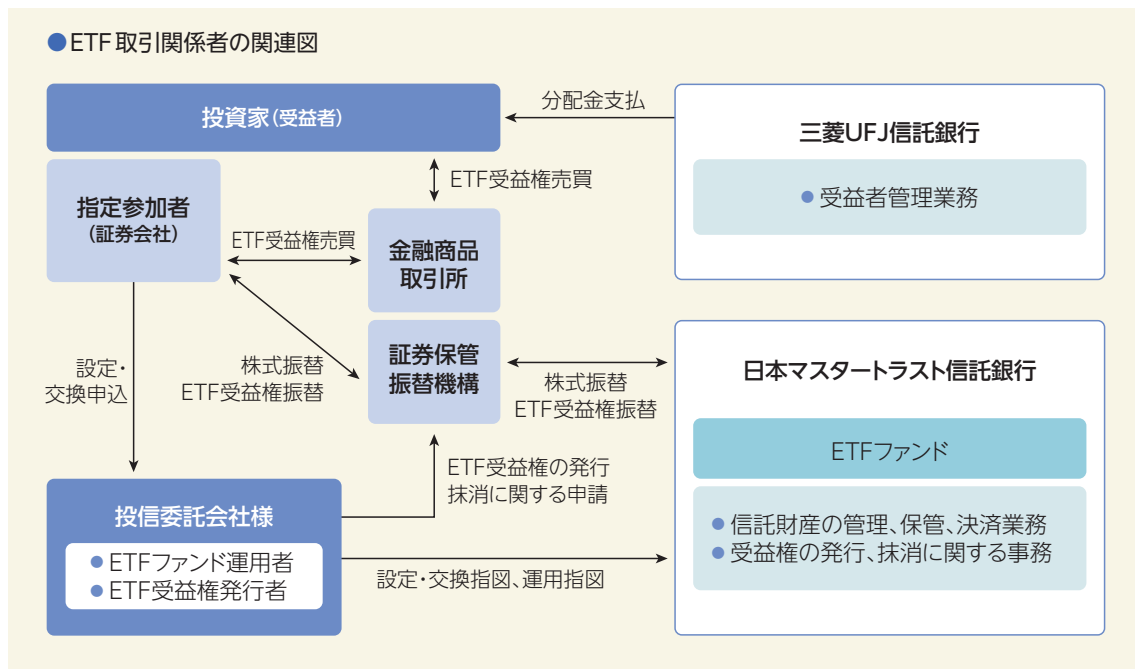 ●ETF取引関係者の関連図
投資家(受益者)
分配金支払
三菱UFJ信託銀行
●受益者管理業務
ETF受益権売買
指定参加者
(証券会社)
ETF受益権売買
金融商品
取引所
設定・
交換申込
株式振替
ETF受益権振替
証券保管
振替機構
株式振替
ETF受益権振替
日本マスタートラスト信託銀行
ETFファンド
●信託財産の管理、保管、決済業務
●受益権の発行、抹消に関する事務
ETF受益権の発行
抹消に関する申請
投信委託会社様
●ETFファンド運用者
●ETF受益権発行者
設定・交換指図、運用指図